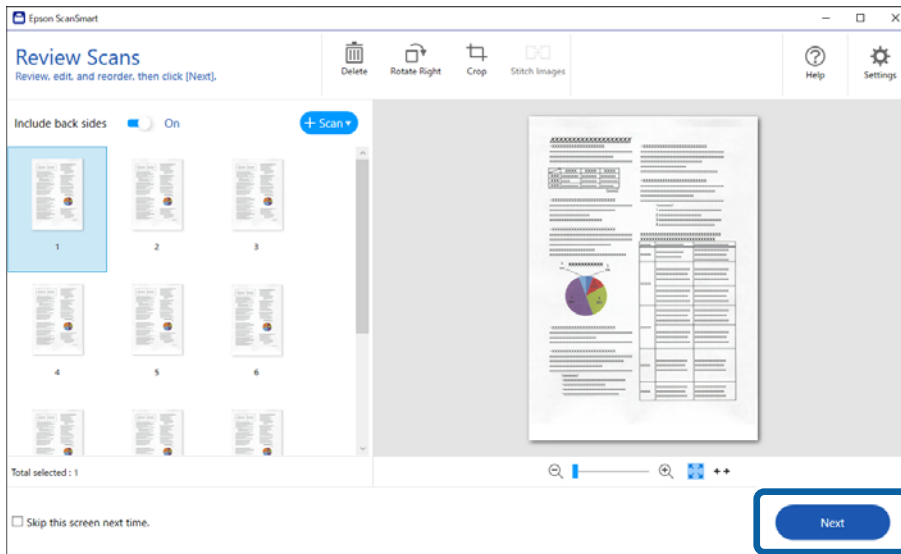 Epson ScanSmart
Review Scans
Review, edit, and reorder, then click [Next].
Delete
Rotate Right
Crop
Stitch Images
Help
Settings
Include back sides
On
+ Scan
1
2
3
4
5
6
Total selected : 1
Skip this screen next time.
Next